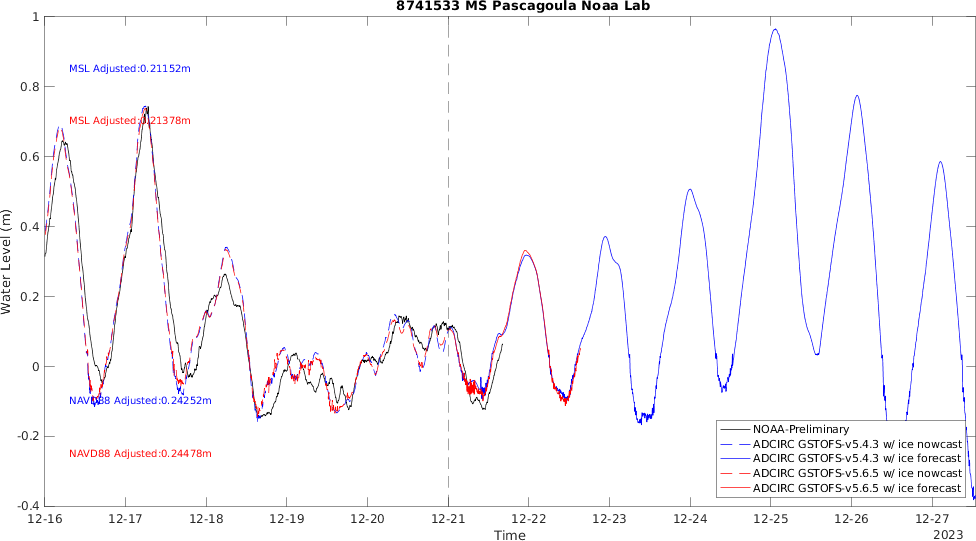 8741533 MS Pascagoula Noaa Lab
1
0.8
0.6
0.4
0.2
0
-0.2
-0.4
Water Level (m)
MSL Adjusted:0.21152m
MSL Adjusted:0.21378m
NAVD88 Adjusted:0.24252m
NAVD88 Adjusted:0.24478m
NOAA-Preliminary
ADCIRC GSTOFS-v5.4.3 w/ ice nowcast
ADCIRC GSTOFS-v5.4.3 w/ ice forecast
ADCIRC GSTOFS-v5.6.5 w/ ice nowcast
ADCIRC GSTOFS-v5.6.5 w/ ice forecast
12-16 12-17 12-18 12-19 12-20 12-21 12-22 12-23 12-24 12-25 12-26 12-27
Time
2023